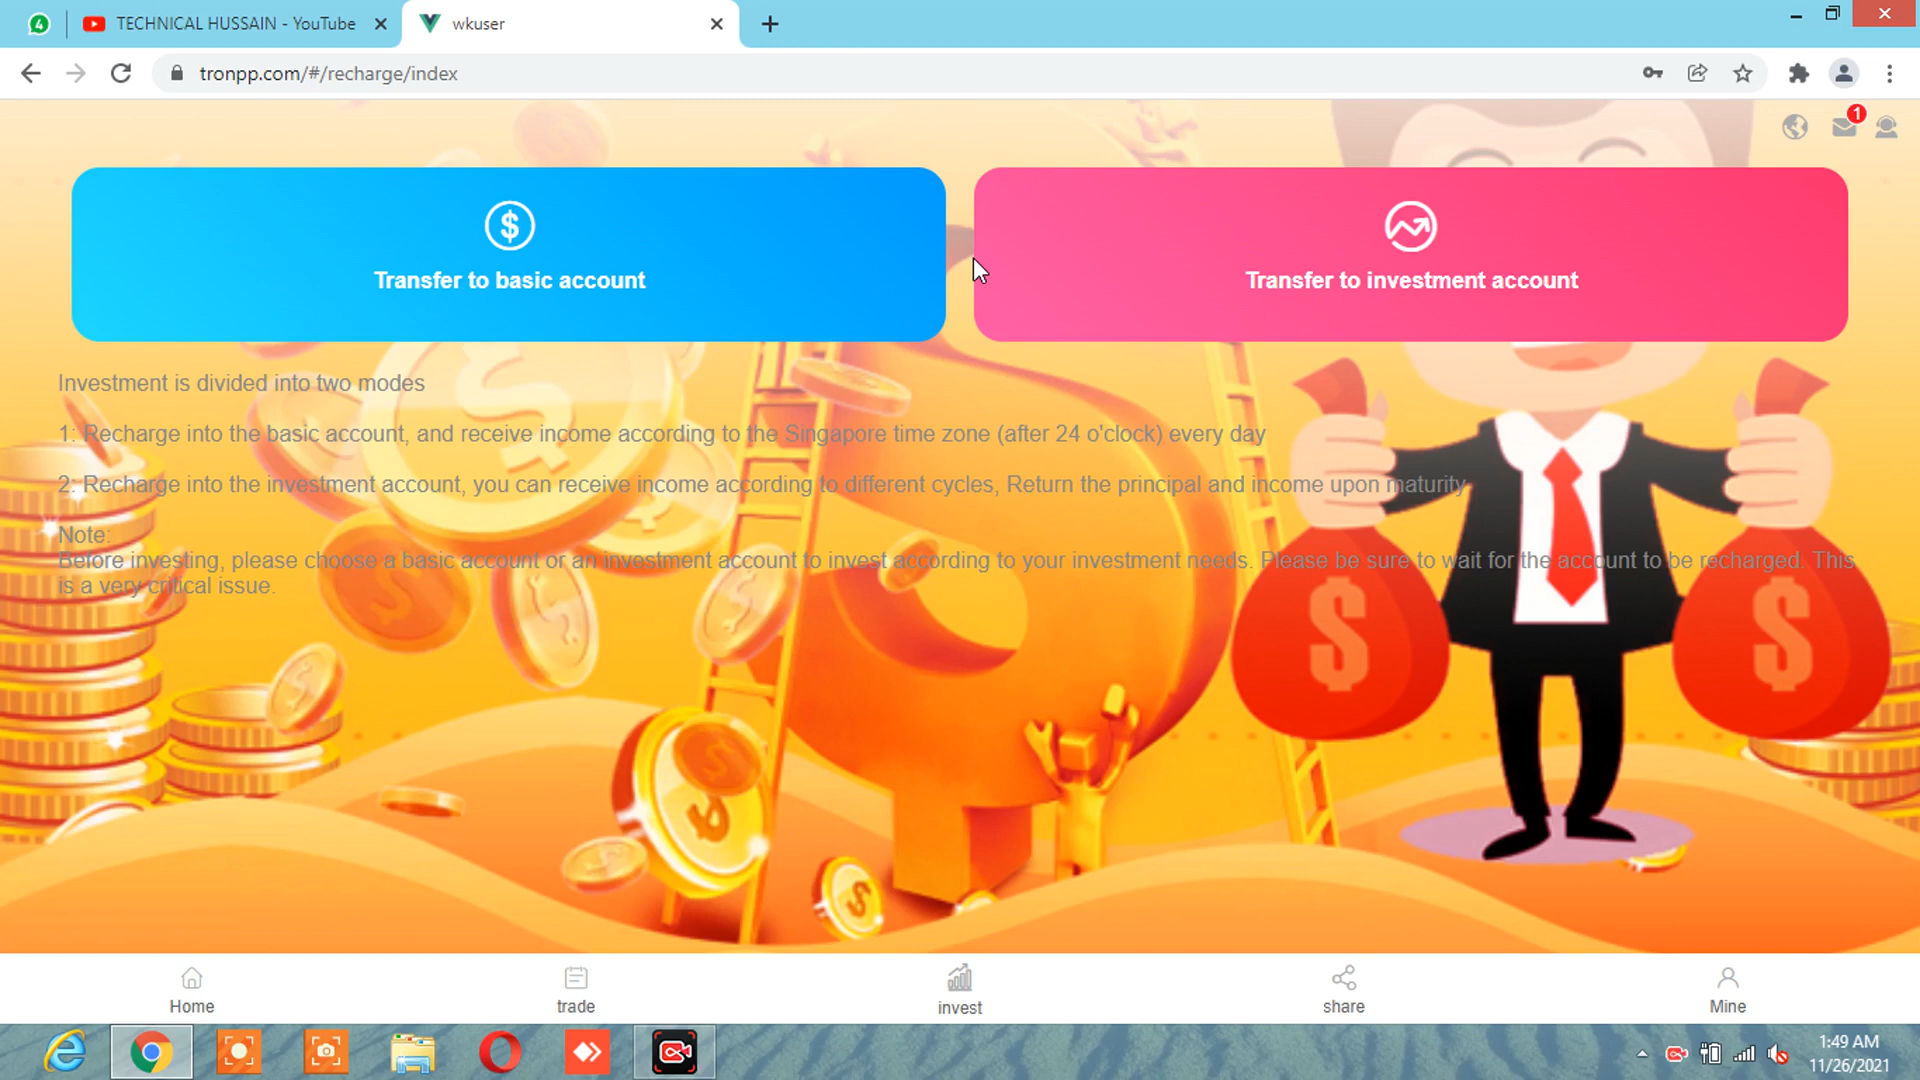 4
TECHNICAL HUSSAIN - YouTube
wkuser
tronpp.com/#/recharge/index
1
$
Transfer to basic account
Transfer to investment account
Investment is divided into two modes
1: Recharge into the basic account, and receive income according to the Singapore time zone (after 24 o'clock) every day
2: Recharge into the investment account, you can receive income according to different cycles, Return the principal and income upon maturity
Note:
Before investing, please choose a basic account or an investment account to invest according to your investment needs. Please be sure to wait for the account to be recharged. This
is a very critical issue.
$ $
Home
trade
invest
share
Mine
1:49 AM
11/26/2021